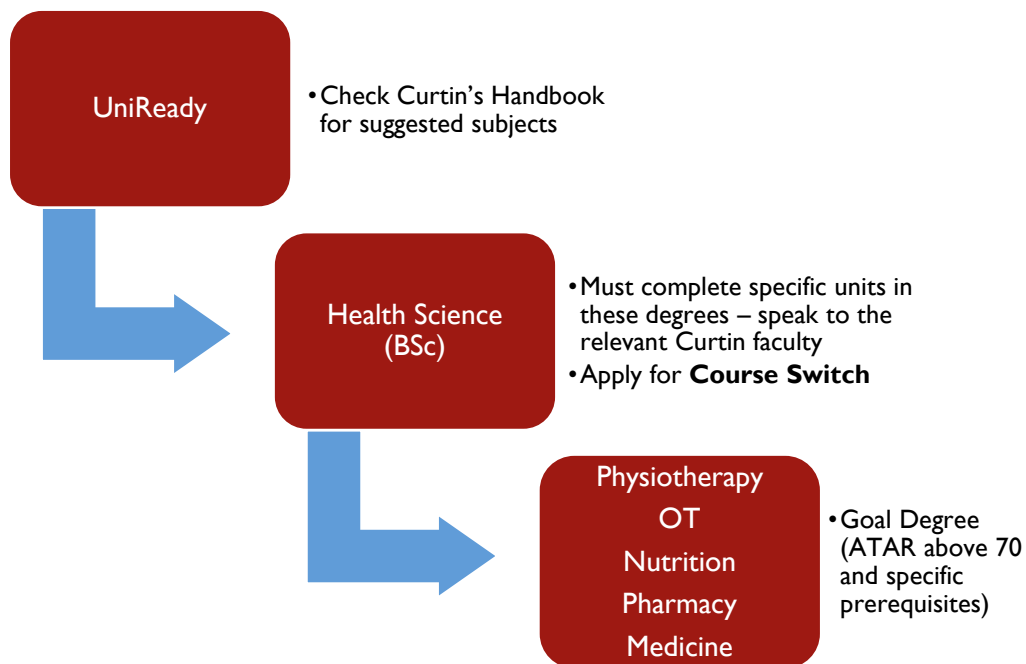 UniReady
•Check Curtin’s Handbook
for suggested subjects
Health Science
(BSc)
•Must complete specific units in
these degrees – speak to the
relevant Curtin faculty
•Apply for Course Switch
Physiotherapy
OT
Nutrition
Pharmacy
Medicine
•Goal Degree
(ATAR above 70
and specific
prerequisites)